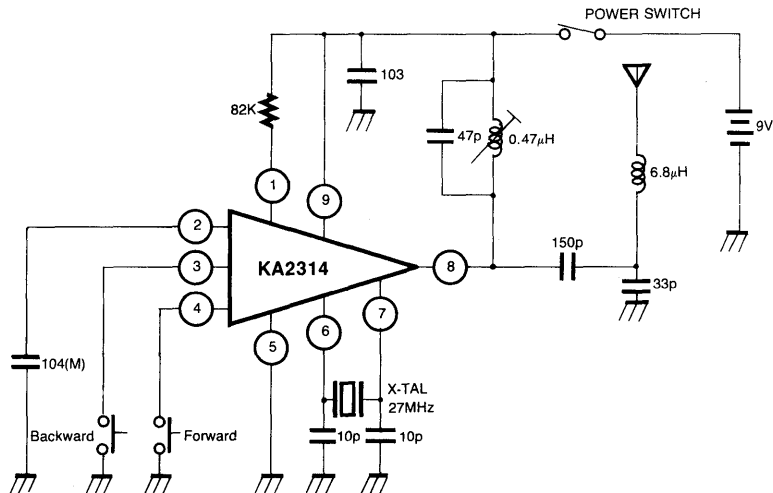 POWER SWITCH
103
82K
47p
0.47μH
9V
6.8μH
1
9
2
150p
3
KA2314
8
33p
4
7
5
6
104(M)
X-TAL
27MHz
Backward
Forward
10p
10p